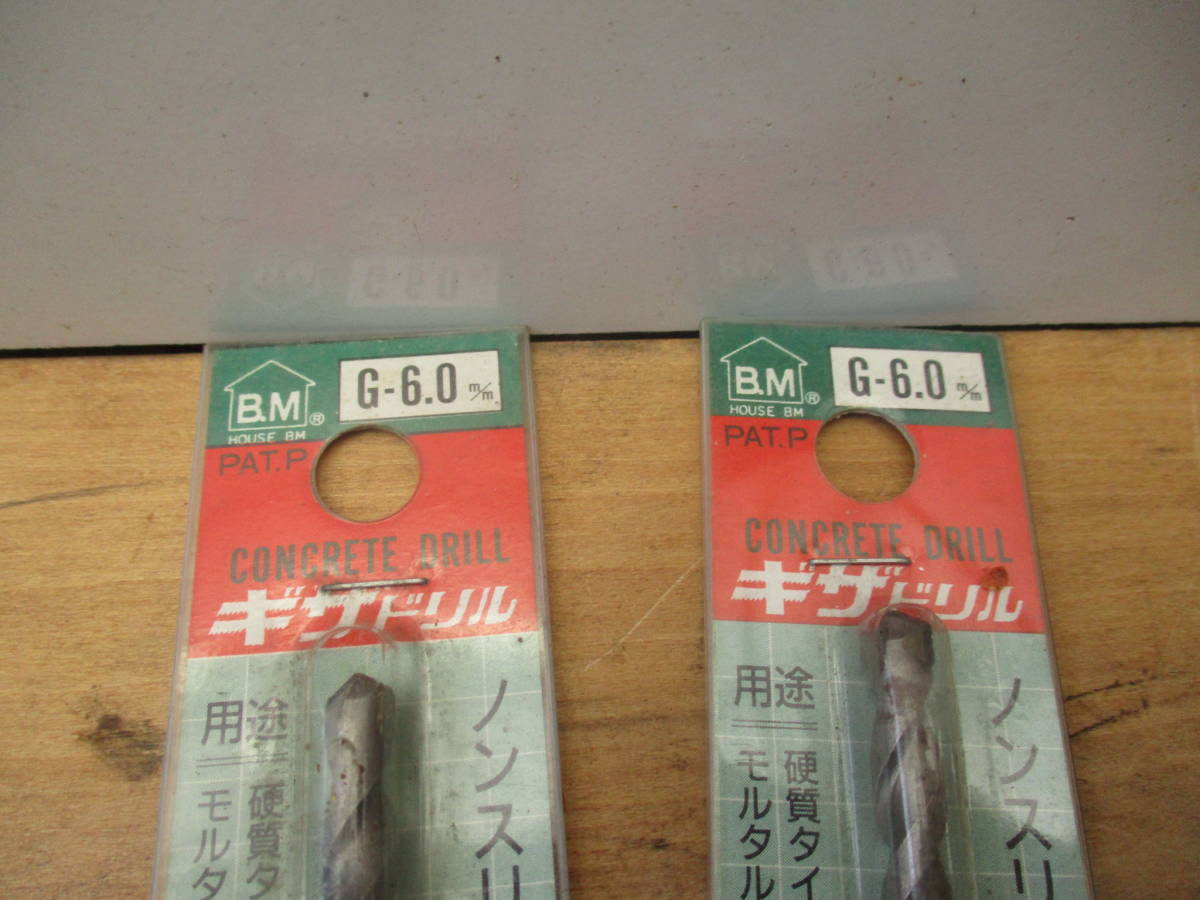 B.M
®
HOUSE BM
G-6.0 m/m
PAT.P
CONCRETE DRILL
ギザドリル
用途
硬質タ
モルタ
ノンスリ
B.M
®
HOUSE BM
G-6.0 m/m
PAT.P
CONCRETE DRILL
ギザドリル
用途
硬質タイ
モルタル
ノンスリ